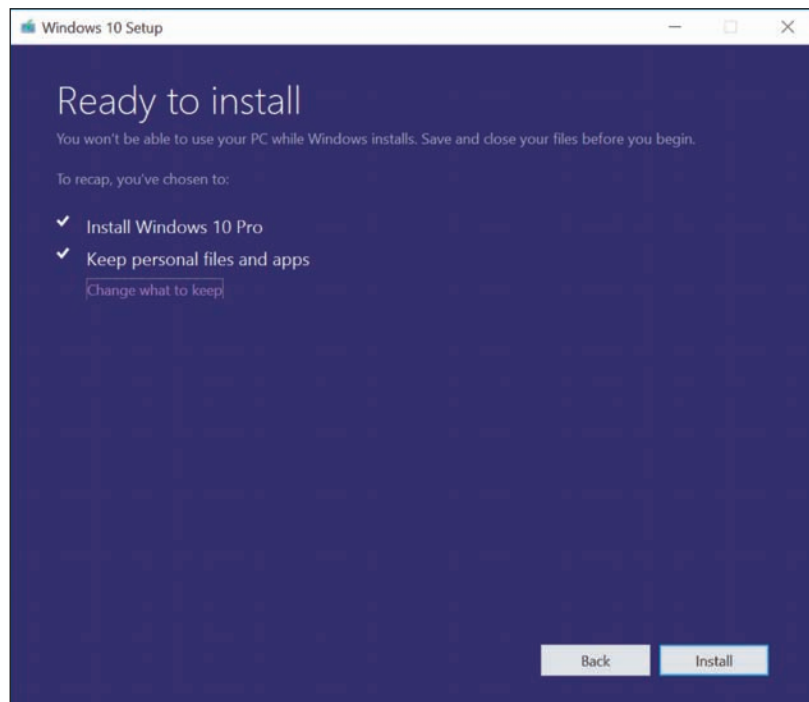 Windows 10 Setup
Ready to install
You won't be able to use your PC while Windows installs. Save and close your files before you begin.
To recap, you've chosen to:
Install Windows 10 Pro
Keep personal files and apps
Change what to keep
Back
Install